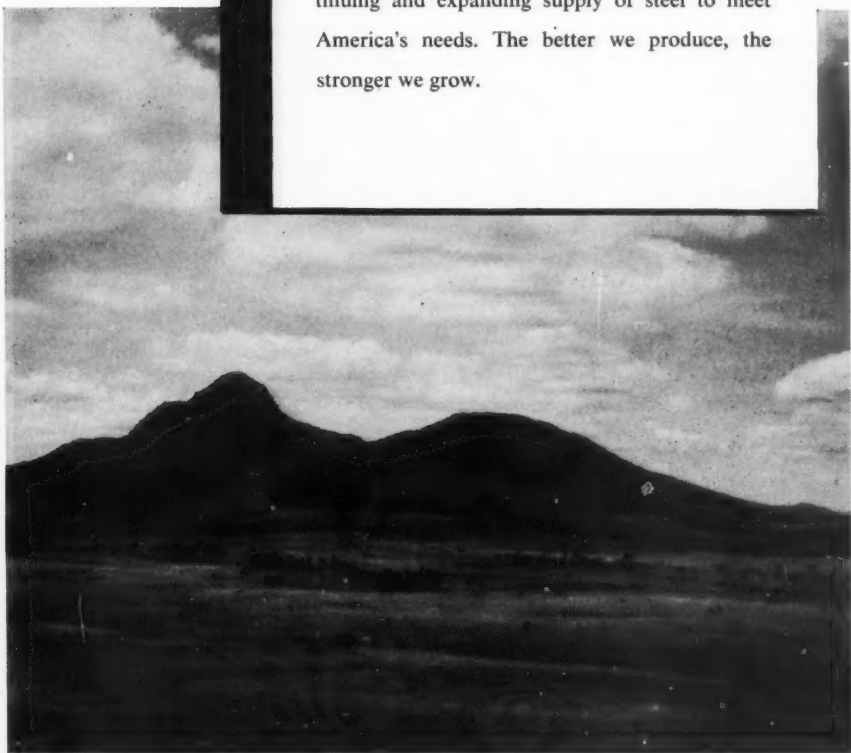 tinuing and expanding supply of steel to meet
America's needs. The better we produce, the
stronger we grow.